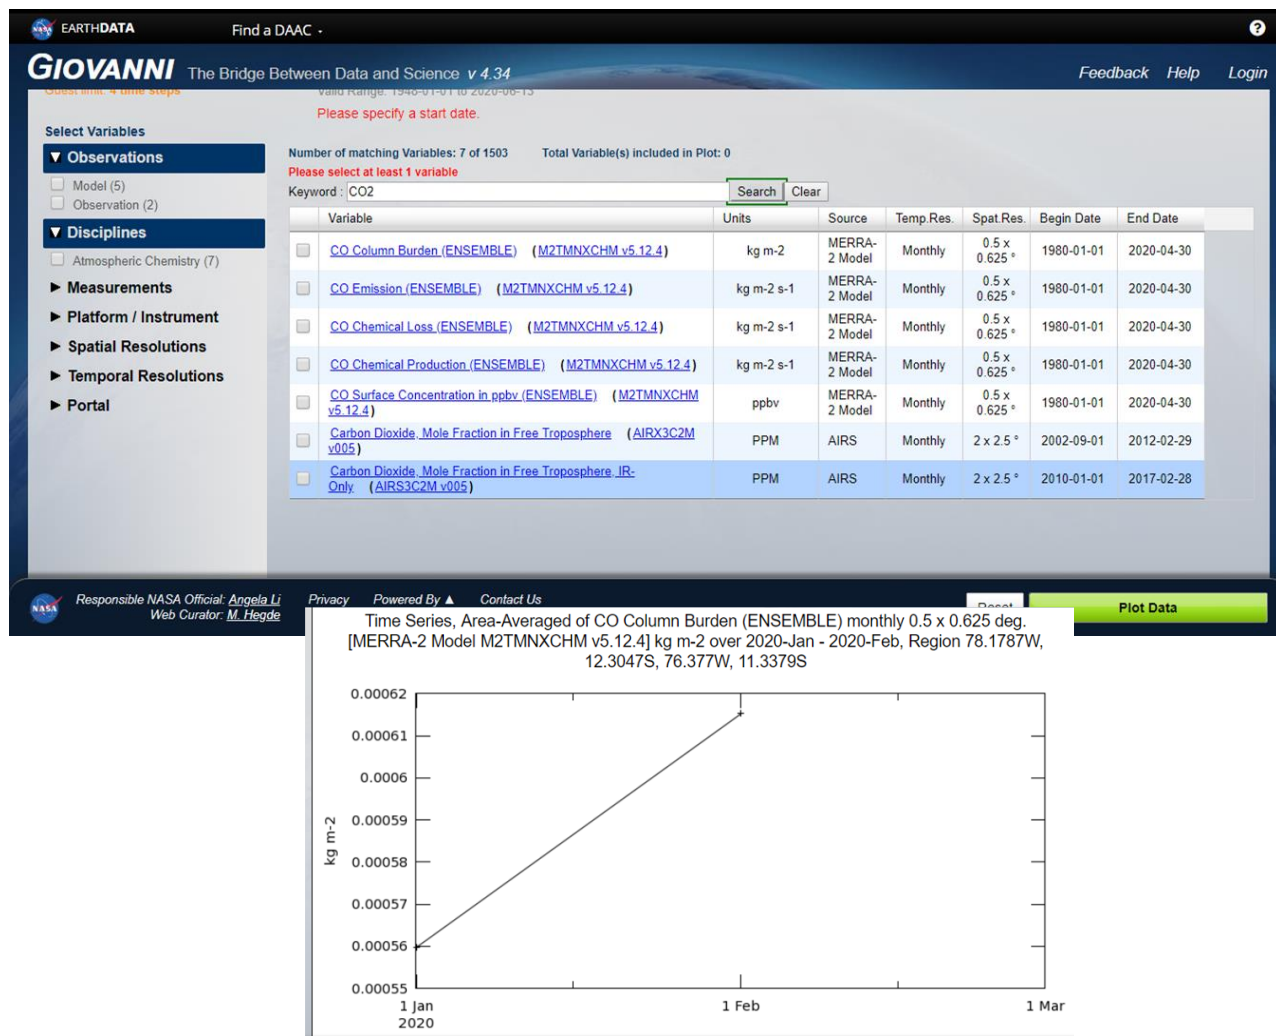 EARTHDATA Find a DAAC
GIOVANNI The Bridge Between Data and Science v 4.34 Feedback Help Login
Guest limit: 4 time steps Valid Range: 1948-01-01 to 2020-06-13
Please specify a start date.
Select Variables
Number of matching Variables: 7 of 1503 Total Variable(s) included in Plot: 0
Please select at least 1 variable
Keyword : CO2 Search Clear
▼ Observations
Model (5)
Observation (2)
▼ Disciplines
Atmospheric Chemistry (7)
► Measurements
► Platform / Instrument
► Spatial Resolutions
► Temporal Resolutions
► Portal
Variable Units Source Temp.Res. Spat.Res. Begin Date End Date
CO Column Burden (ENSEMBLE) (M2TMNXCHM v5.12.4) kg m-2 MERRA-2 Model Monthly 0.5 x 0.625 ° 1980-01-01 2020-04-30
CO Emission (ENSEMBLE) (M2TMNXCHM v5.12.4) kg m-2 s-1 MERRA-2 Model Monthly 0.5 x 0.625 ° 1980-01-01 2020-04-30
CO Chemical Loss (ENSEMBLE) (M2TMNXCHM v5.12.4) kg m-2 s-1 MERRA-2 Model Monthly 0.5 x 0.625 ° 1980-01-01 2020-04-30
CO Chemical Production (ENSEMBLE) (M2TMNXCHM v5.12.4) kg m-2 s-1 MERRA-2 Model Monthly 0.5 x 0.625 ° 1980-01-01 2020-04-30
CO Surface Concentration in ppbv (ENSEMBLE) (M2TMNXCHM v5.12.4) ppbv MERRA-2 Model Monthly 0.5 x 0.625 ° 1980-01-01 2020-04-30
Carbon Dioxide, Mole Fraction in Free Troposphere (AIRX3C2M v005) PPM AIRS Monthly 2 x 2.5 ° 2002-09-01 2012-02-29
Carbon Dioxide, Mole Fraction in Free Troposphere, IR-Only (AIRS3C2M v005) PPM AIRS Monthly 2 x 2.5 ° 2010-01-01 2017-02-28
NASA
Responsible NASA Official: Angela Li Privacy Powered By ▲ Contact Us
Web Curator: M. Hegde
Reset Plot Data
Time Series, Area-Averaged of CO Column Burden (ENSEMBLE) monthly 0.5 x 0.625 deg.
[MERRA-2 Model M2TMNXCHM v5.12.4] kg m-2 over 2020-Jan - 2020-Feb, Region 78.1787W,
12.3047S, 76.377W, 11.3379S
0.00062
0.00061
0.0006
0.00059
kg m-2
0.00058
0.00057
0.00056
0.00055
1 Jan 1 Feb 1 Mar
2020